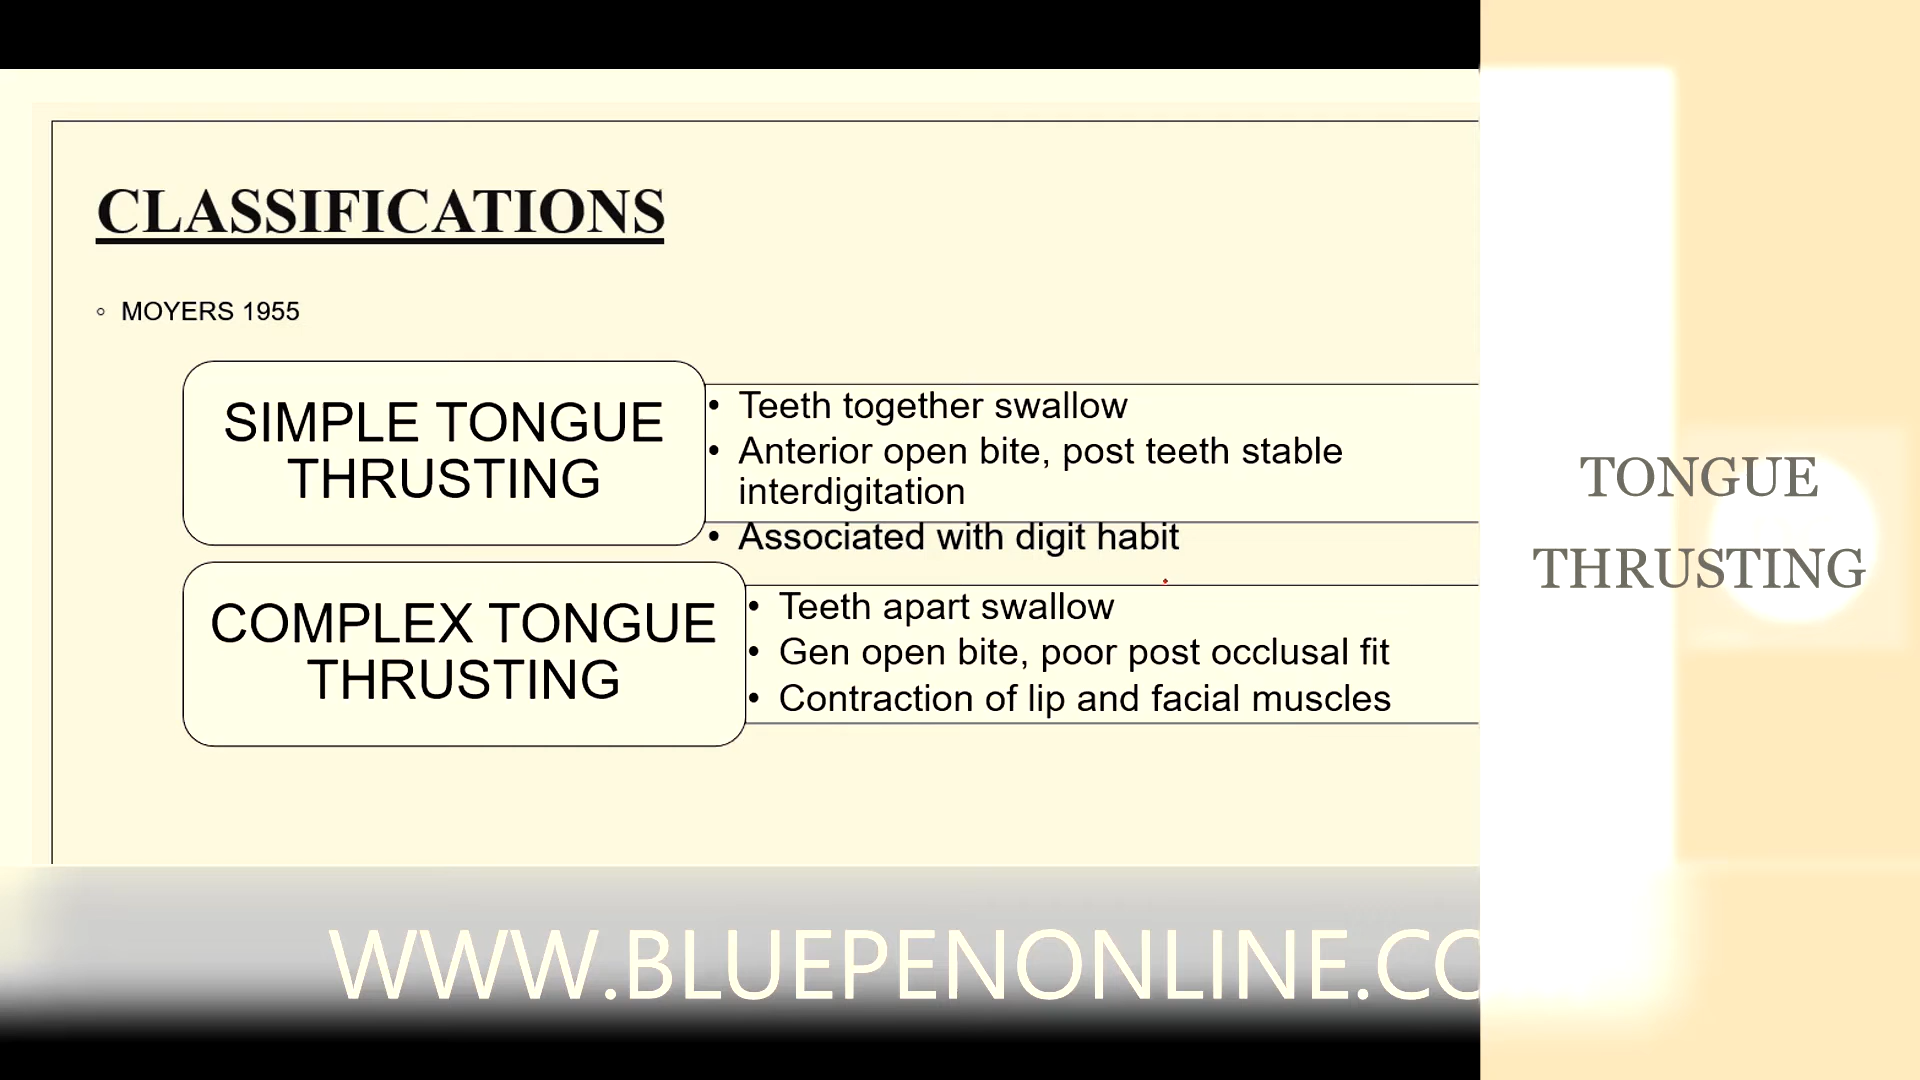 CLASSIFICATIONS
◦ MOYERS 1955
SIMPLE TONGUE
THRUSTING
• Teeth together swallow
• Anterior open bite, post teeth stable
interdigitation
• Associated with digit habit
COMPLEX TONGUE
THRUSTING
• Teeth apart swallow
• Gen open bite, poor post occlusal fit
• Contraction of lip and facial muscles
TONGUE
THRUSTING
WWW.BLUEPENONLINE.CO